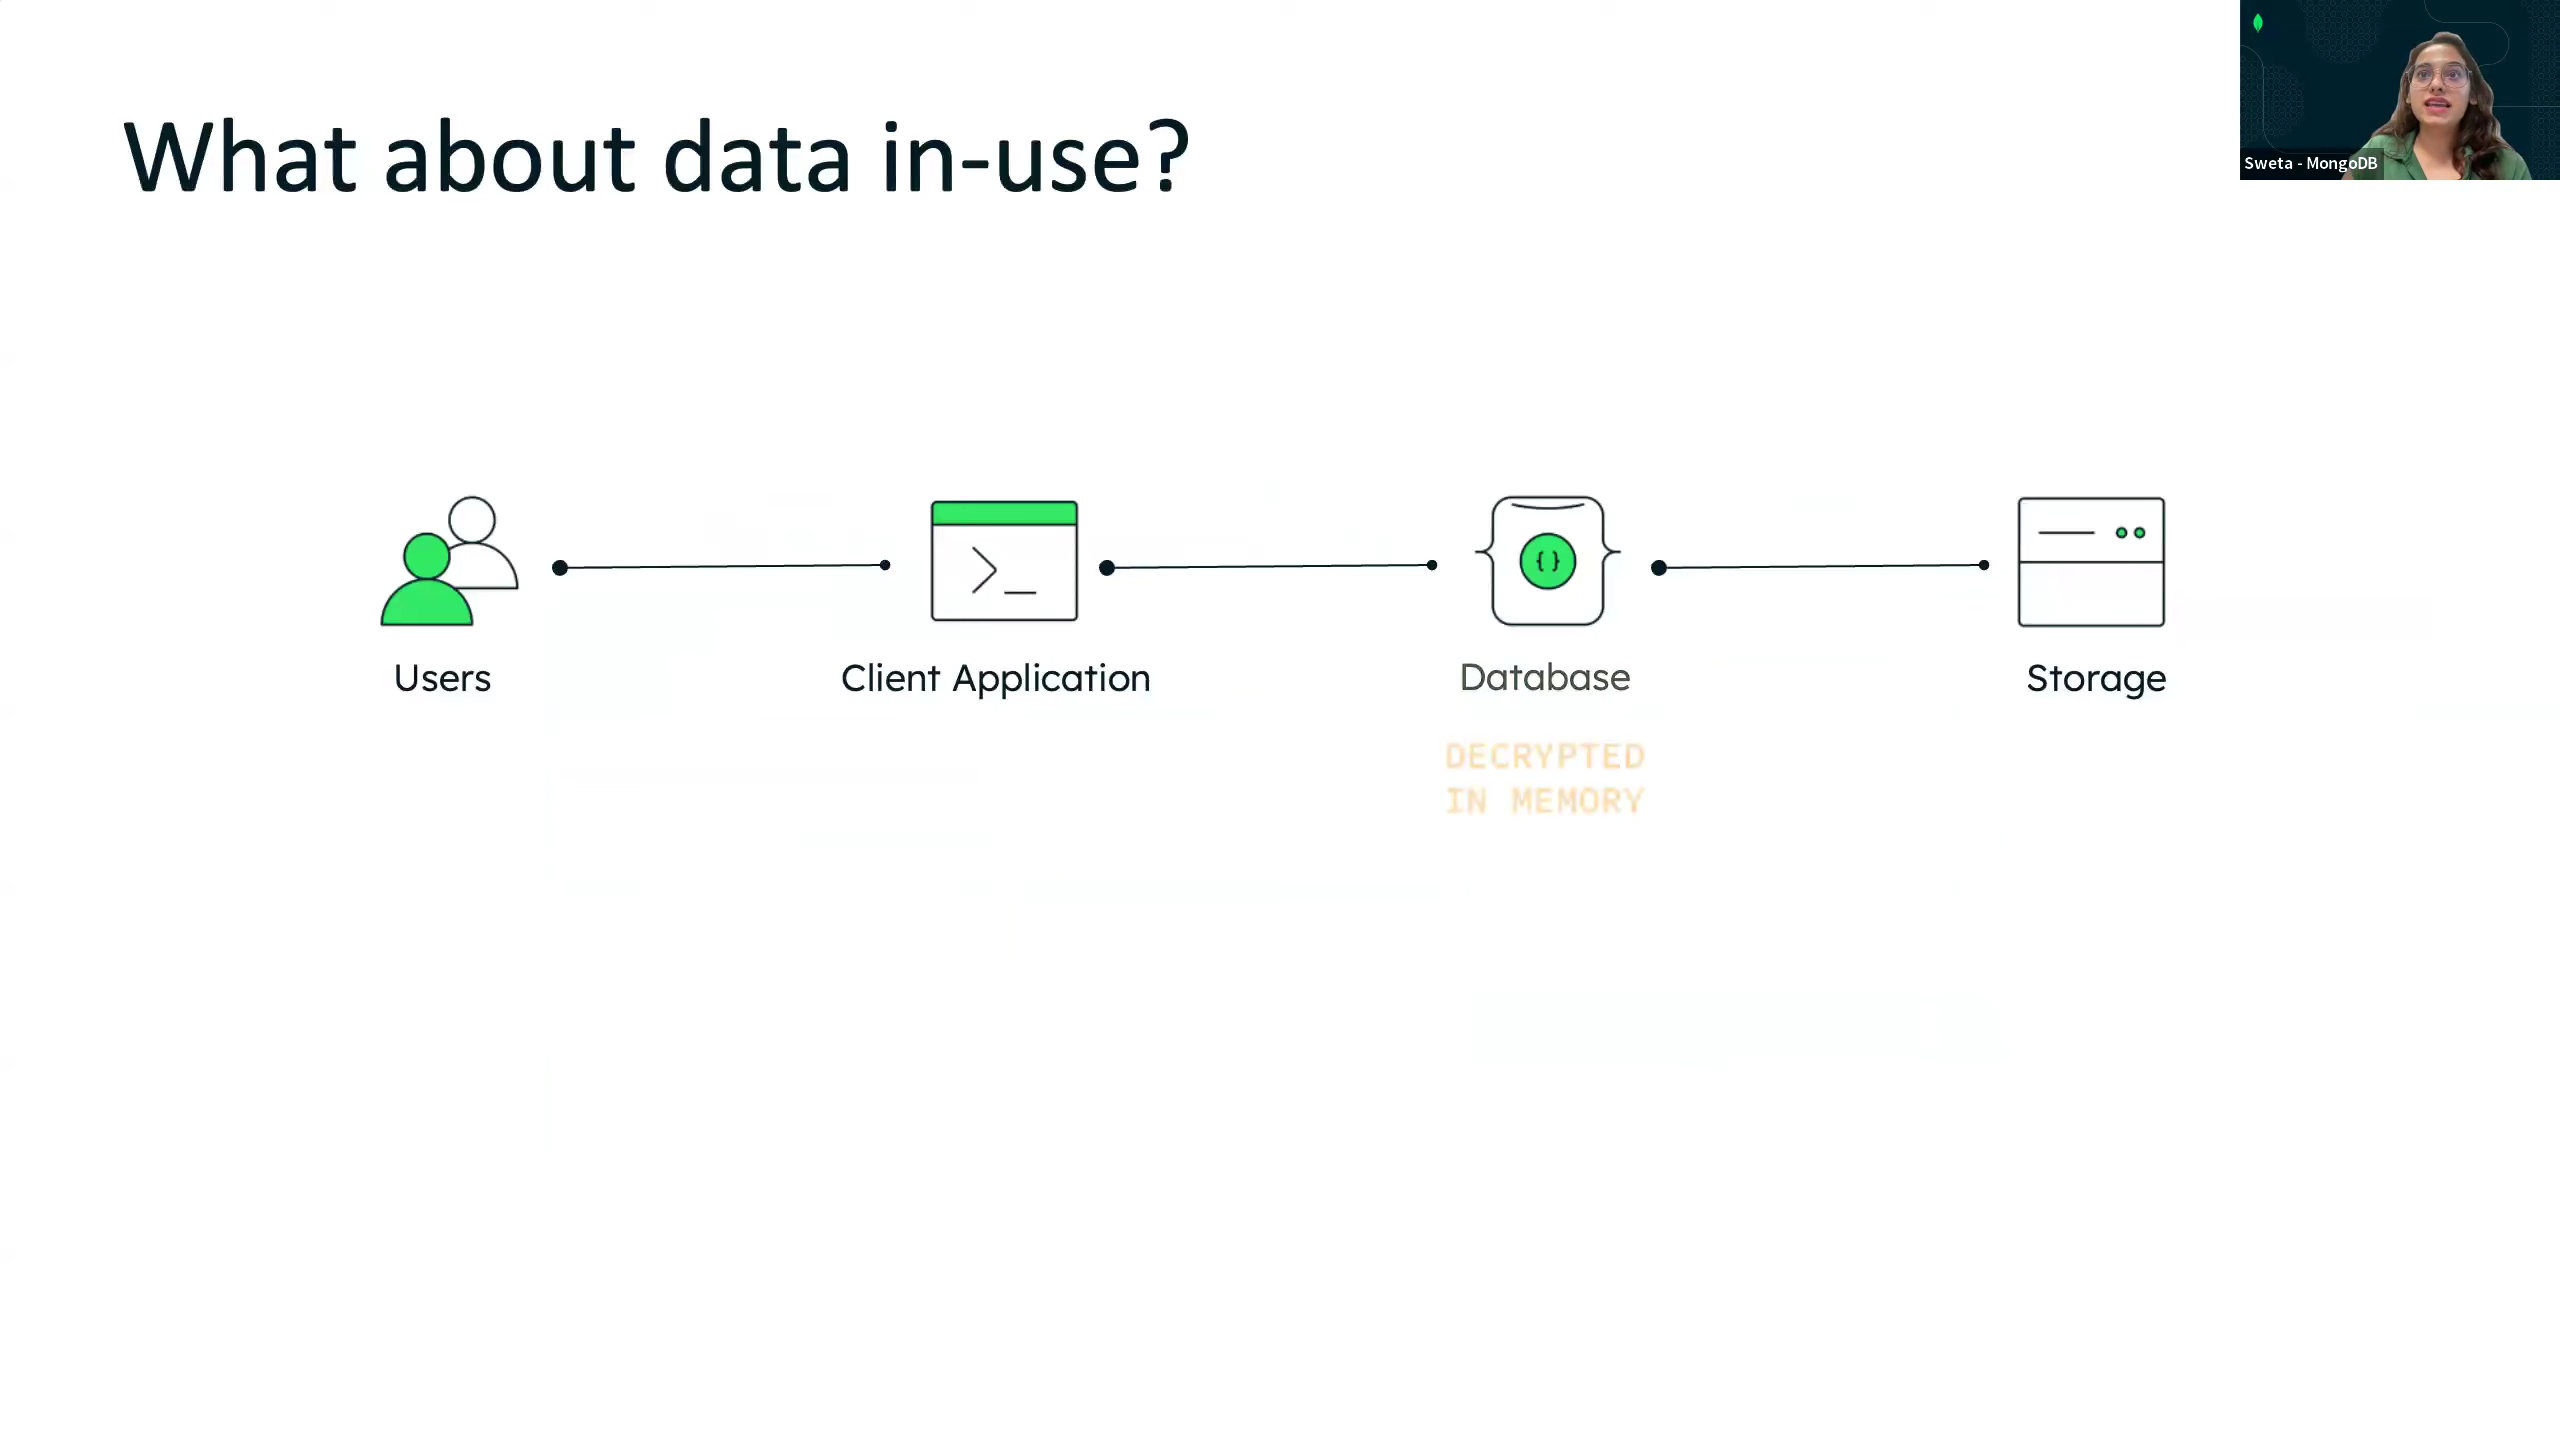 What about data in-use?
Sweta - MongoDB
>_
{}
Users
Client Application
Database
Storage
DECRYPTED
IN MEMORY